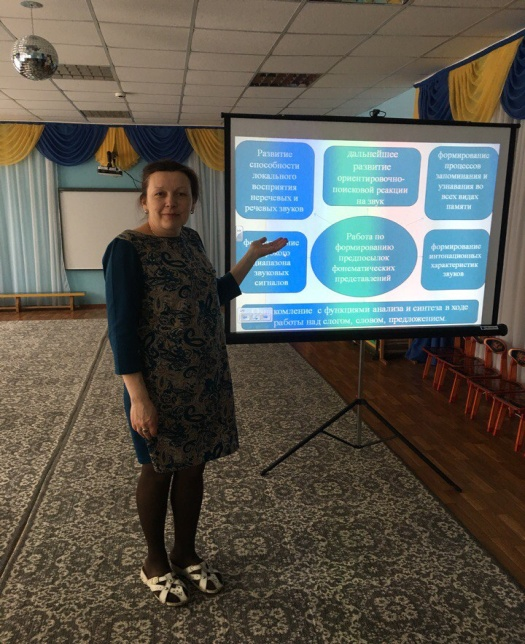 Развитие
способности
локального
восприятия
неречевых и
речевых звуков
дальнейшее
развитие
ориентировочно-
поисковой реакции
на звук
формирование
процессов
запоминания и
узнавания во
всех видах
памяти
диапазона
звуковых
сигналов
Работа по
формированию
предпосылок
фонематических
представлений
формирование
интонационных
характеристик
звуков
комление с функциями анализа и синтеза в ходе
работы над слогом, словом, предложением.